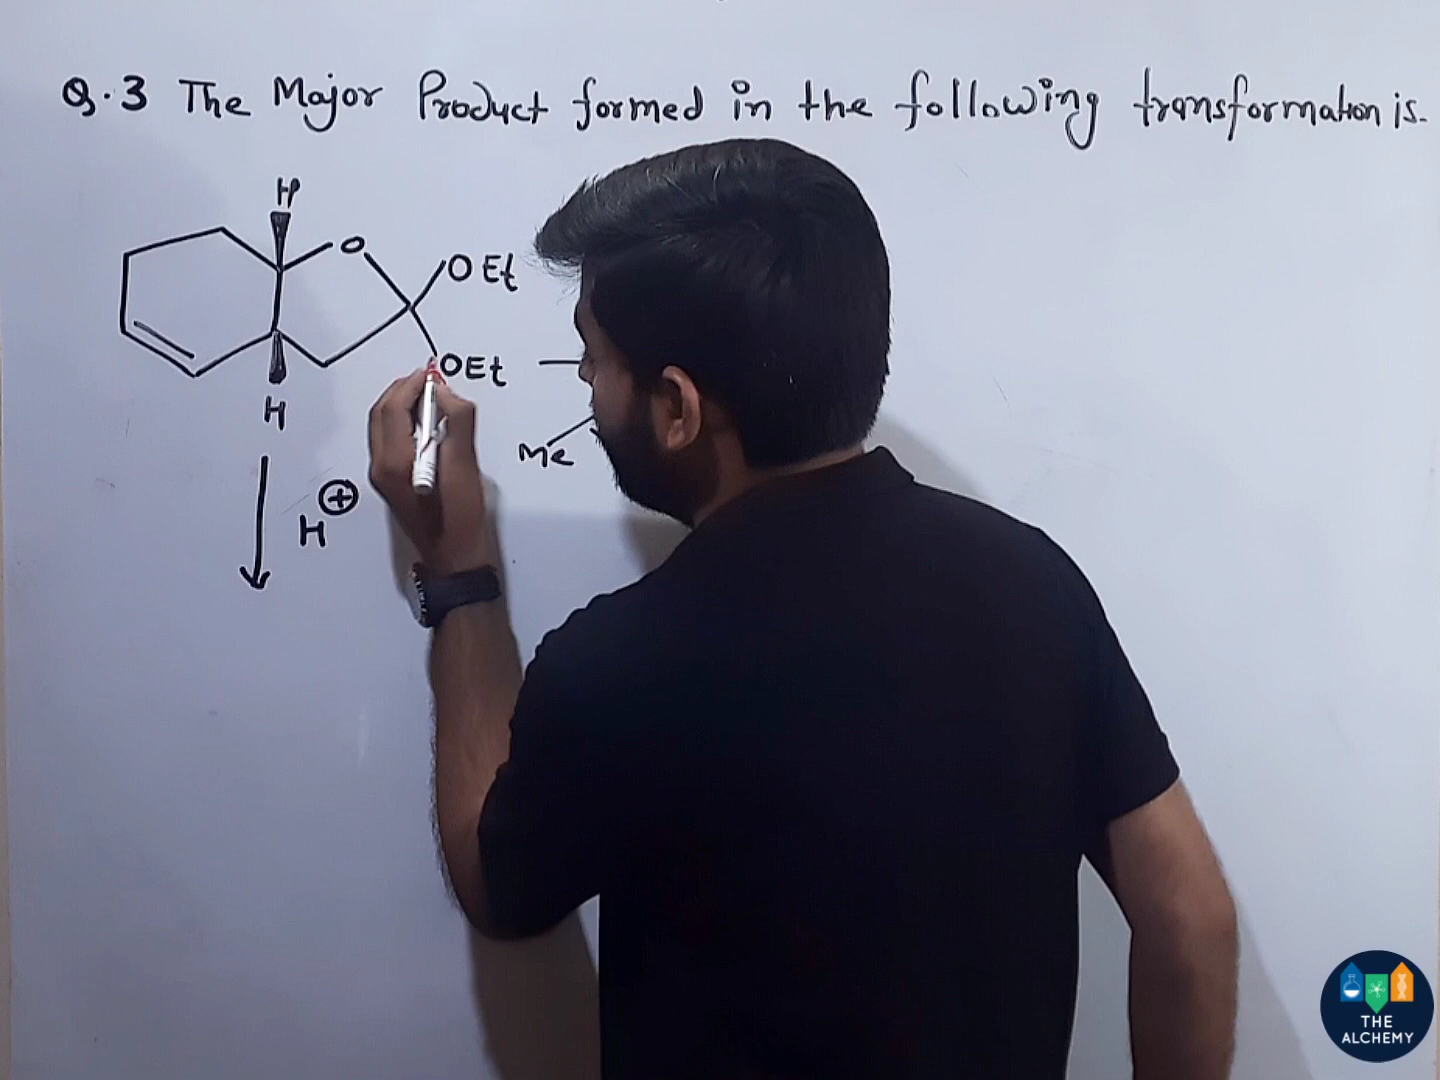 Q.3 The Major Product formed in the following transformation is.
H
O
OEt
OEt
H
Me
H⊕
THE
ALCHEMY